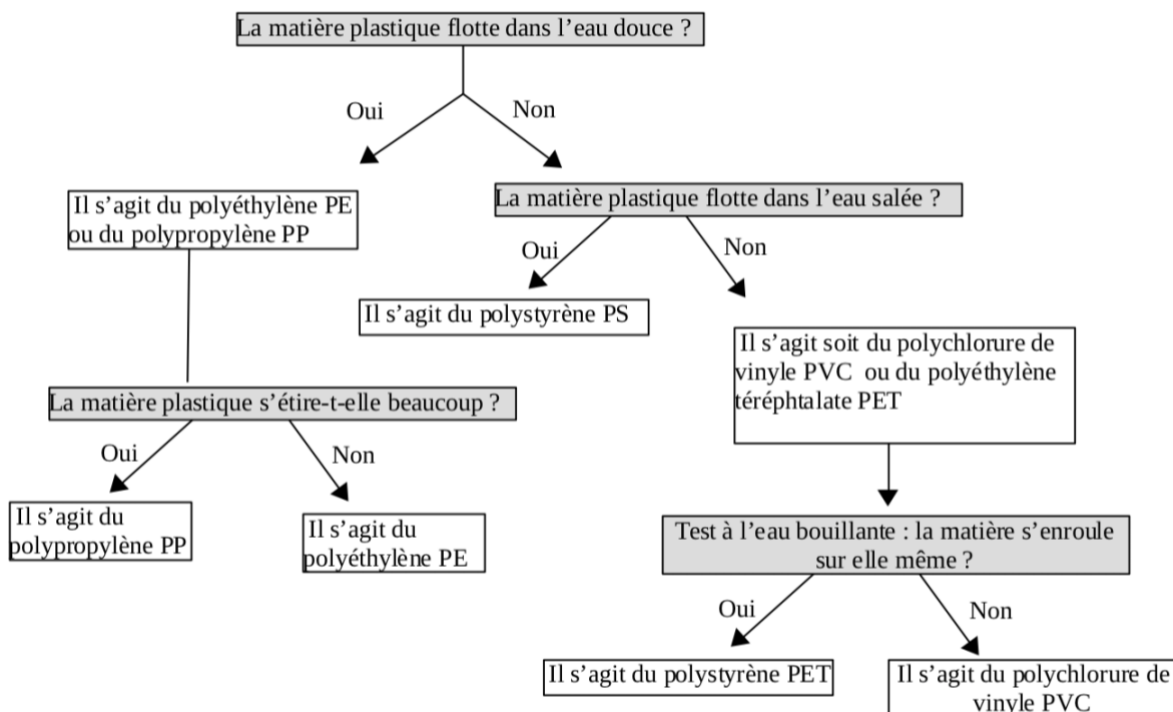 La matière plastique flotte dans l’eau douce ?
Oui
Non
Il s’agit du polyéthylène PE
ou du polypropylène PP
La matière plastique flotte dans l’eau salée ?
Oui
Non
Il s’agit du polystyrène PS
Il s’agit soit du polychlorure de
vinyle PVC ou du polyéthylène
téréphtalate PET
La matière plastique s’étire-t-elle beaucoup ?
Oui
Non
Il s’agit du
polypropylène PP
Il s’agit du
polyéthylène PE
Test à l’eau bouillante : la matière s’enroule
sur elle même ?
Oui
Non
Il s’agit du polystyrène PET
Il s’agit du polychlorure de
vinyle PVC